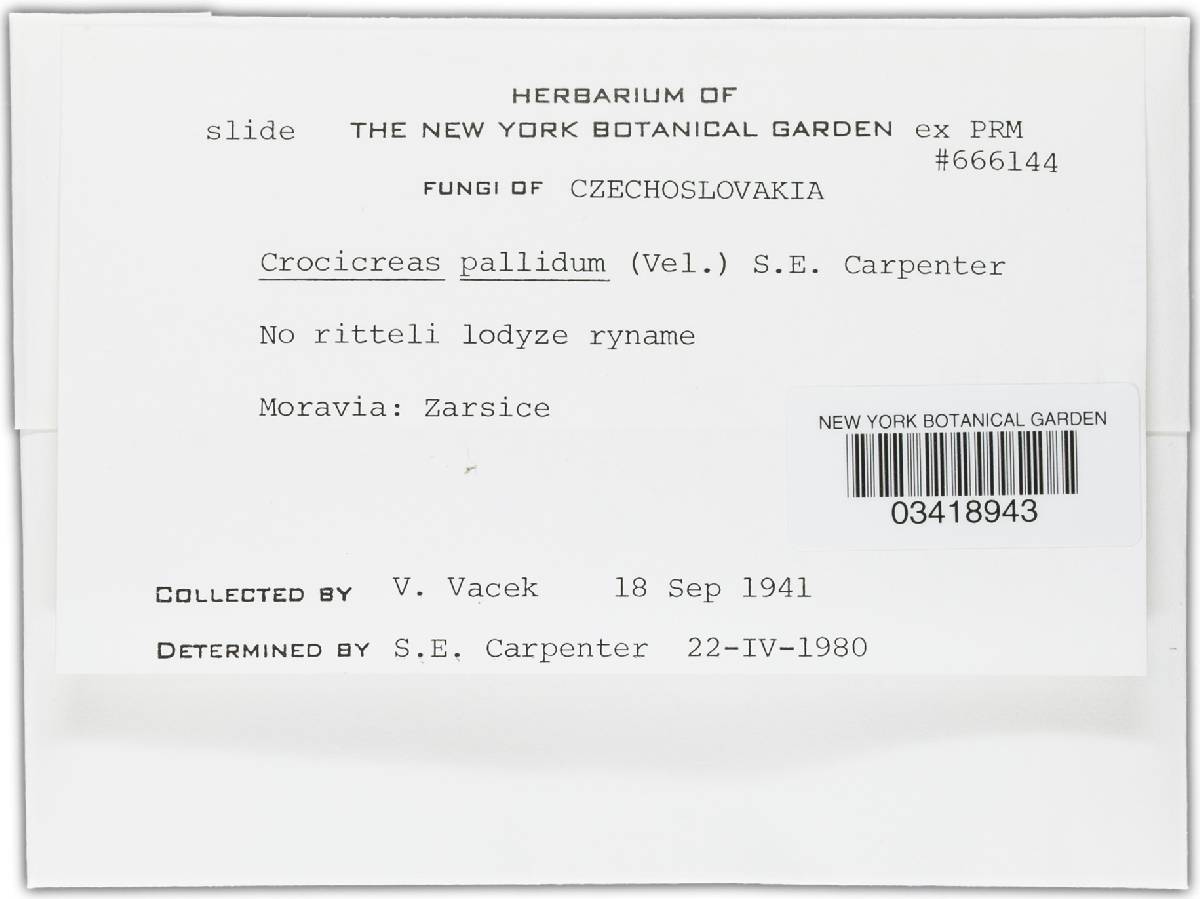 HERBARIUM OF
slide THE NEW YORK BOTANICAL GARDEN ex PRM
#666144
FUNGI OF CZECHOSLOVAKIA
Crocicreas pallidum (Vel.) S.E. Carpenter
No ritteli lodyze ryname
Moravia: Zarsice
NEW YORK BOTANICAL GARDEN
03418943
COLLECTED BY V. Vacek 18 Sep 1941
DETERMINED BY S.E. Carpenter 22-IV-1980